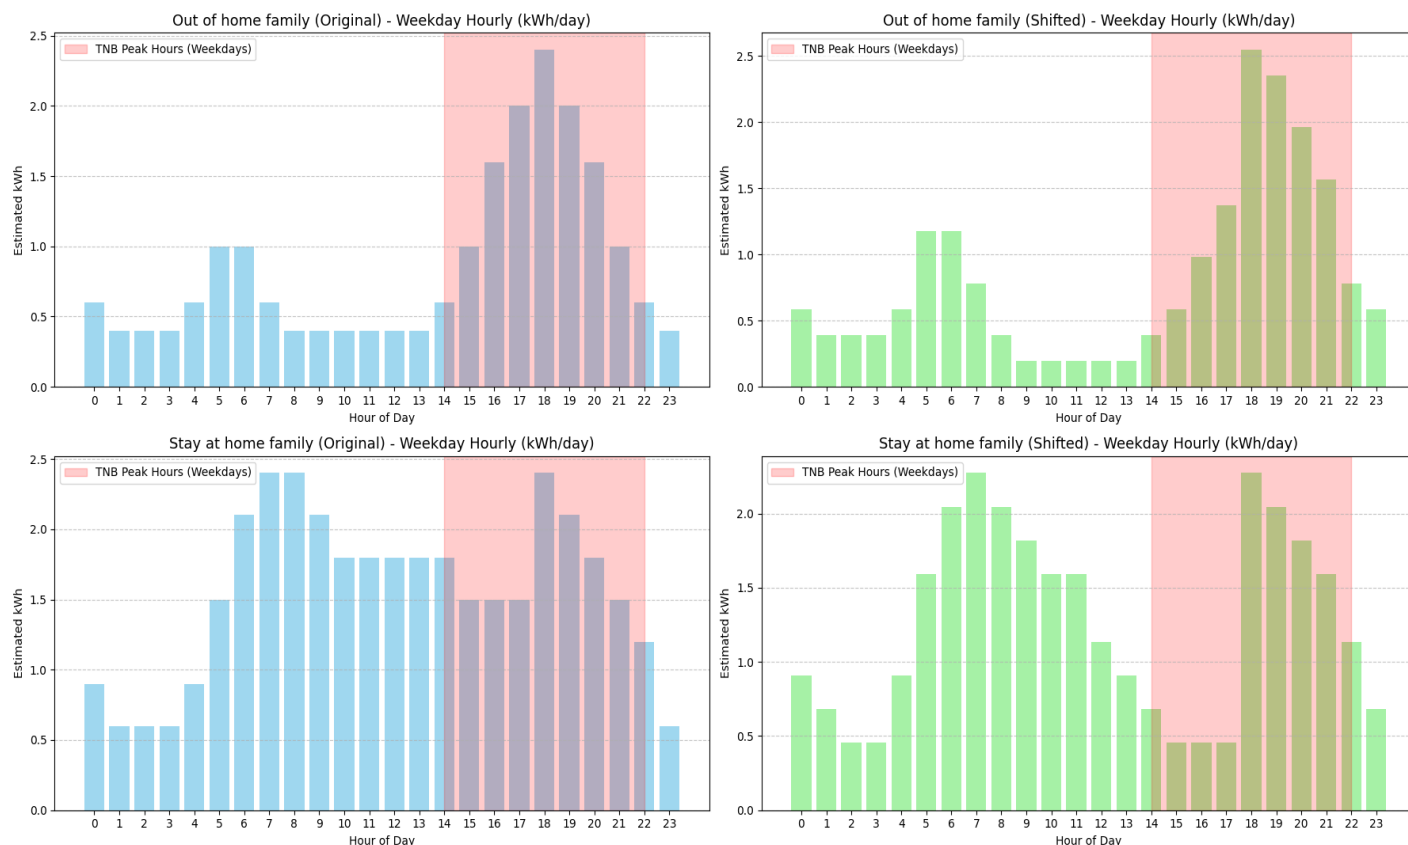 Out of home family (Original) - Weekday Hourly (kWh/day)
TNB Peak Hours (Weekdays)
Estimated kWh
2.5
2.0
1.5
1.0
0.5
0.0
0 1 2 3 4 5 6 7 8 9 10 11 12 13 14 15 16 17 18 19 20 21 22 23
Hour of Day
Out of home family (Shifted) - Weekday Hourly (kWh/day)
TNB Peak Hours (Weekdays)
Estimated kWh
2.5
2.0
1.5
1.0
0.5
0.0
0 1 2 3 4 5 6 7 8 9 10 11 12 13 14 15 16 17 18 19 20 21 22 23
Hour of Day
Stay at home family (Original) - Weekday Hourly (kWh/day)
TNB Peak Hours (Weekdays)
Estimated kWh
2.5
2.0
1.5
1.0
0.5
0.0
0 1 2 3 4 5 6 7 8 9 10 11 12 13 14 15 16 17 18 19 20 21 22 23
Hour of Day
Stay at home family (Shifted) - Weekday Hourly (kWh/day)
TNB Peak Hours (Weekdays)
Estimated kWh
2.0
1.5
1.0
0.5
0.0
0 1 2 3 4 5 6 7 8 9 10 11 12 13 14 15 16 17 18 19 20 21 22 23
Hour of Day